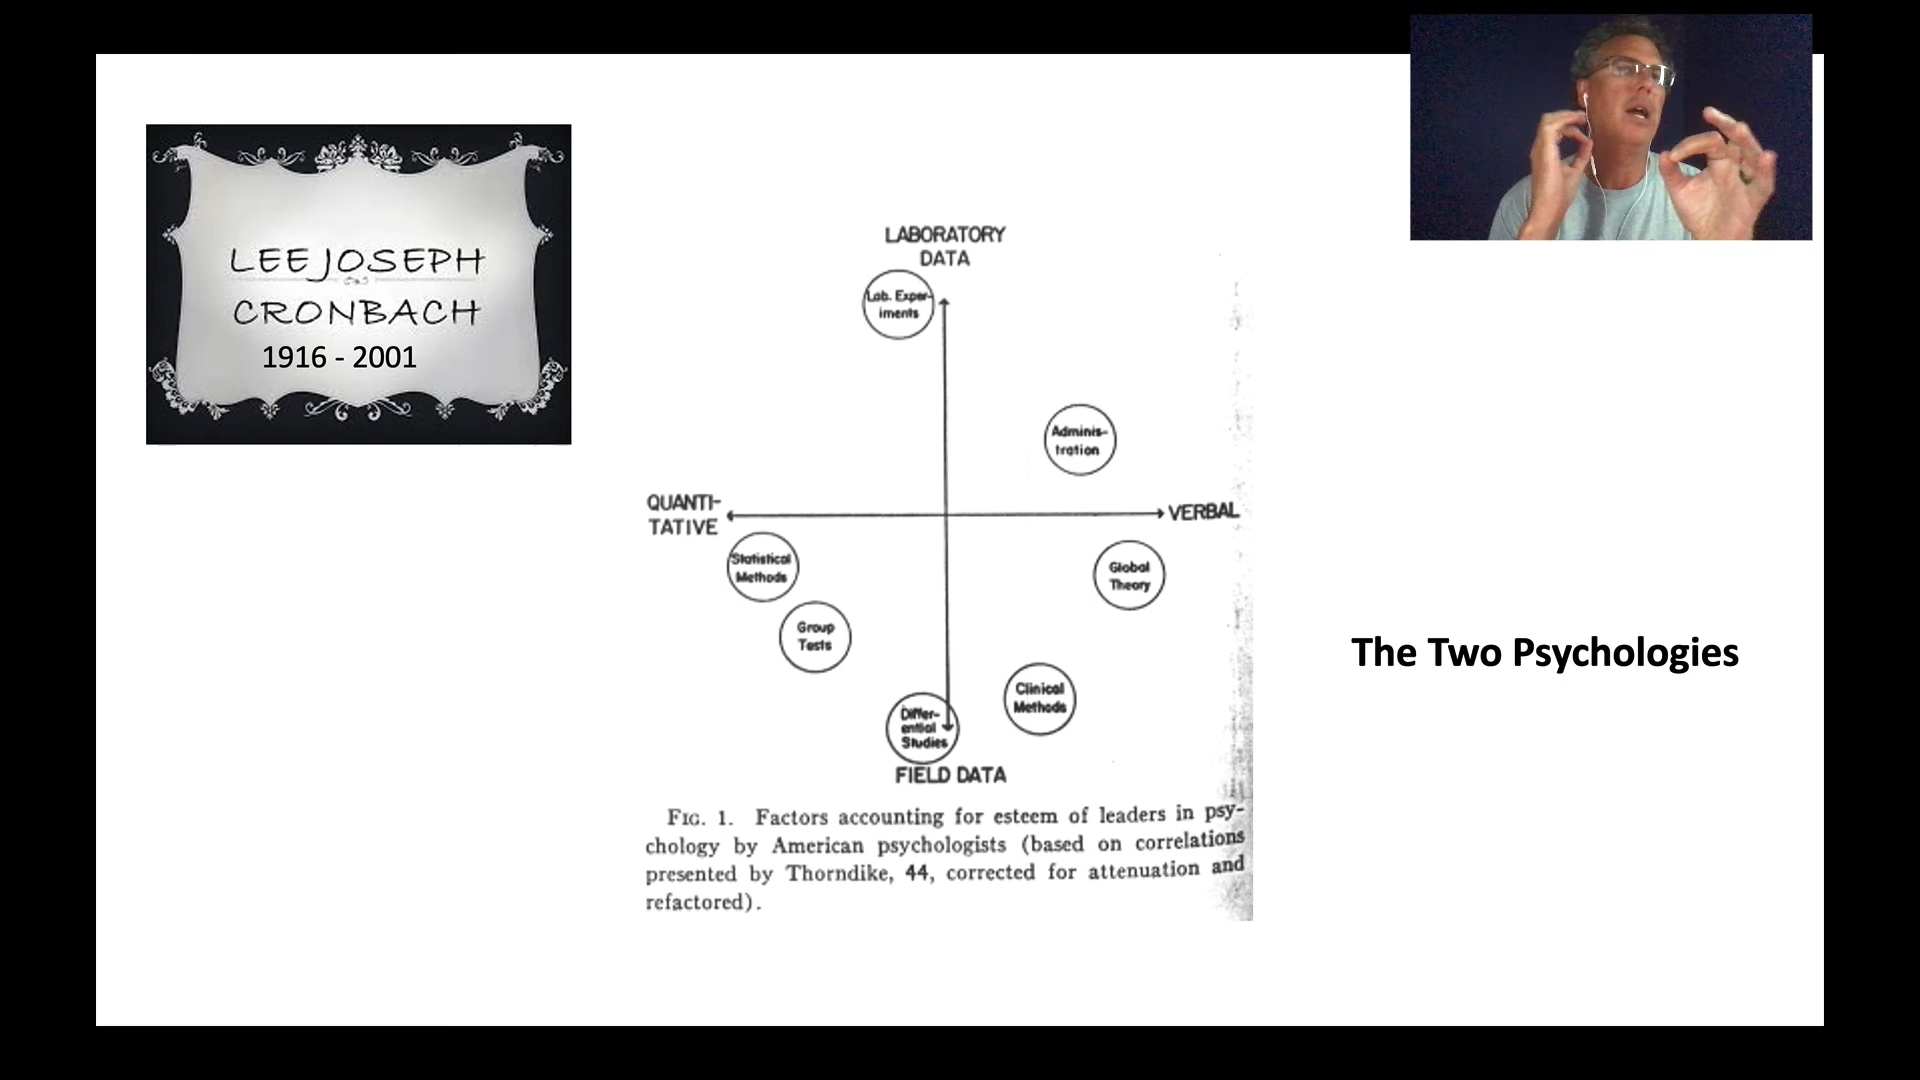 LEE JOSEPH
CRONBACH
1916 - 2001
LABORATORY
DATA
Lab. Exper-
iments
Adminis-
tration
QUANTI-
TATIVE
VERBAL
Statistical
Methods
Global
Theory
Group
Tests
The Two Psychologies
Clinical
Methods
Differ-
ential
Studies
FIELD DATA
FIG. 1. Factors accounting for esteem of leaders in psy-
chology by American psychologists (based on correlations
presented by Thorndike, 44, corrected for attenuation and
refactored).